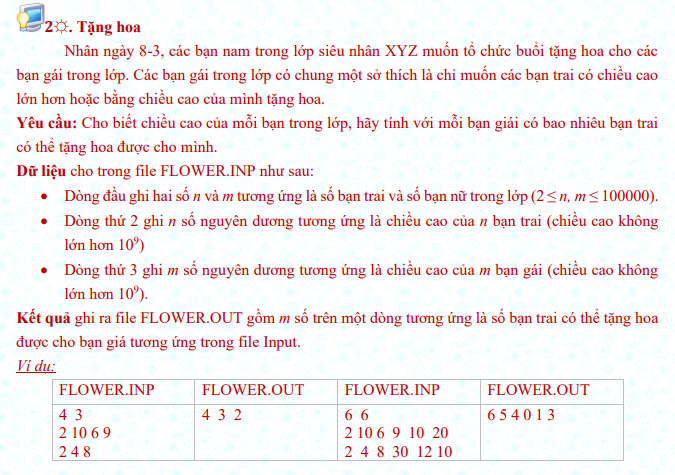 2☼. Tặng hoa
Nhân ngày 8-3, các bạn nam trong lớp siêu nhân XYZ muốn tổ chức buổi tặng hoa cho các
bạn gái trong lớp. Các bạn gái trong lớp có chung một sở thích là chỉ muốn các bạn trai có chiều cao
lớn hơn hoặc bằng chiều cao của mình tặng hoa.
Yêu cầu: Cho biết chiều cao của mỗi bạn trong lớp, hãy tính với mỗi bạn giái có bao nhiêu bạn trai
có thể tặng hoa được cho mình.
Dữ liệu cho trong file FLOWER.INP như sau:
• Dòng đầu ghi hai số n và m tương ứng là số bạn trai và số bạn nữ trong lớp (2 ≤ n, m ≤ 100000).
• Dòng thứ 2 ghi n số nguyên dương tương ứng là chiều cao của n bạn trai (chiều cao không
lớn hơn 10⁹)
• Dòng thứ 3 ghi m số nguyên dương tương ứng là chiều cao của m bạn gái (chiều cao không
lớn hơn 10⁹).
Kết quả ghi ra file FLOWER.OUT gồm m số trên một dòng tương ứng là số bạn trai có thể tặng hoa
được cho bạn giá tương ứng trong file Input.
Ví dụ:
FLOWER.INP FLOWER.OUT FLOWER.INP FLOWER.OUT
4 3 4 3 2 6 6 6 5 4 0 1 3
2 10 6 9 2 10 6 9 10 20
2 4 8 2 4 8 30 12 10